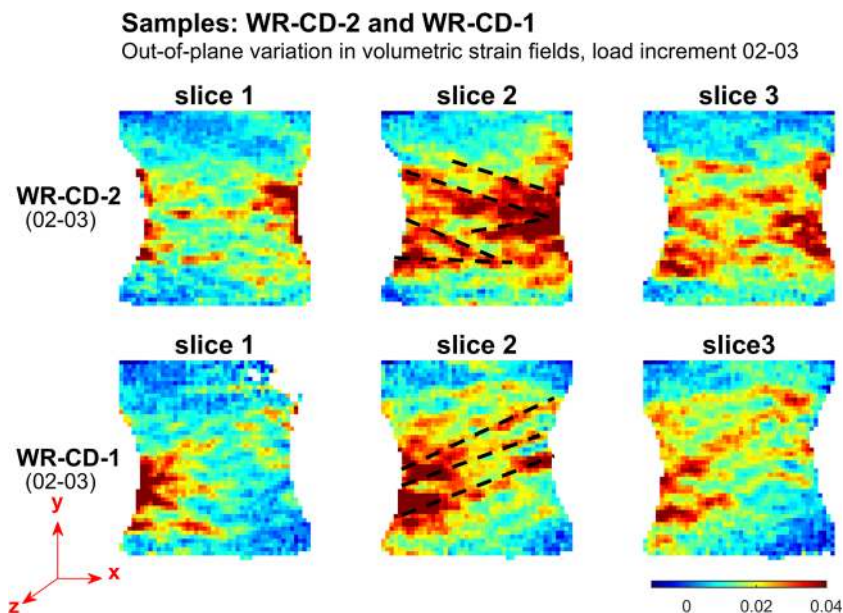 Samples: WR-CD-2 and WR-CD-1
Out-of-plane variation in volumetric strain fields, load increment 02-03
slice 1
slice 2
slice 3
WR-CD-2
(02-03)
slice 1
slice 2
slice3
WR-CD-1
(02-03)
y
x
z
0
0.02
0.04